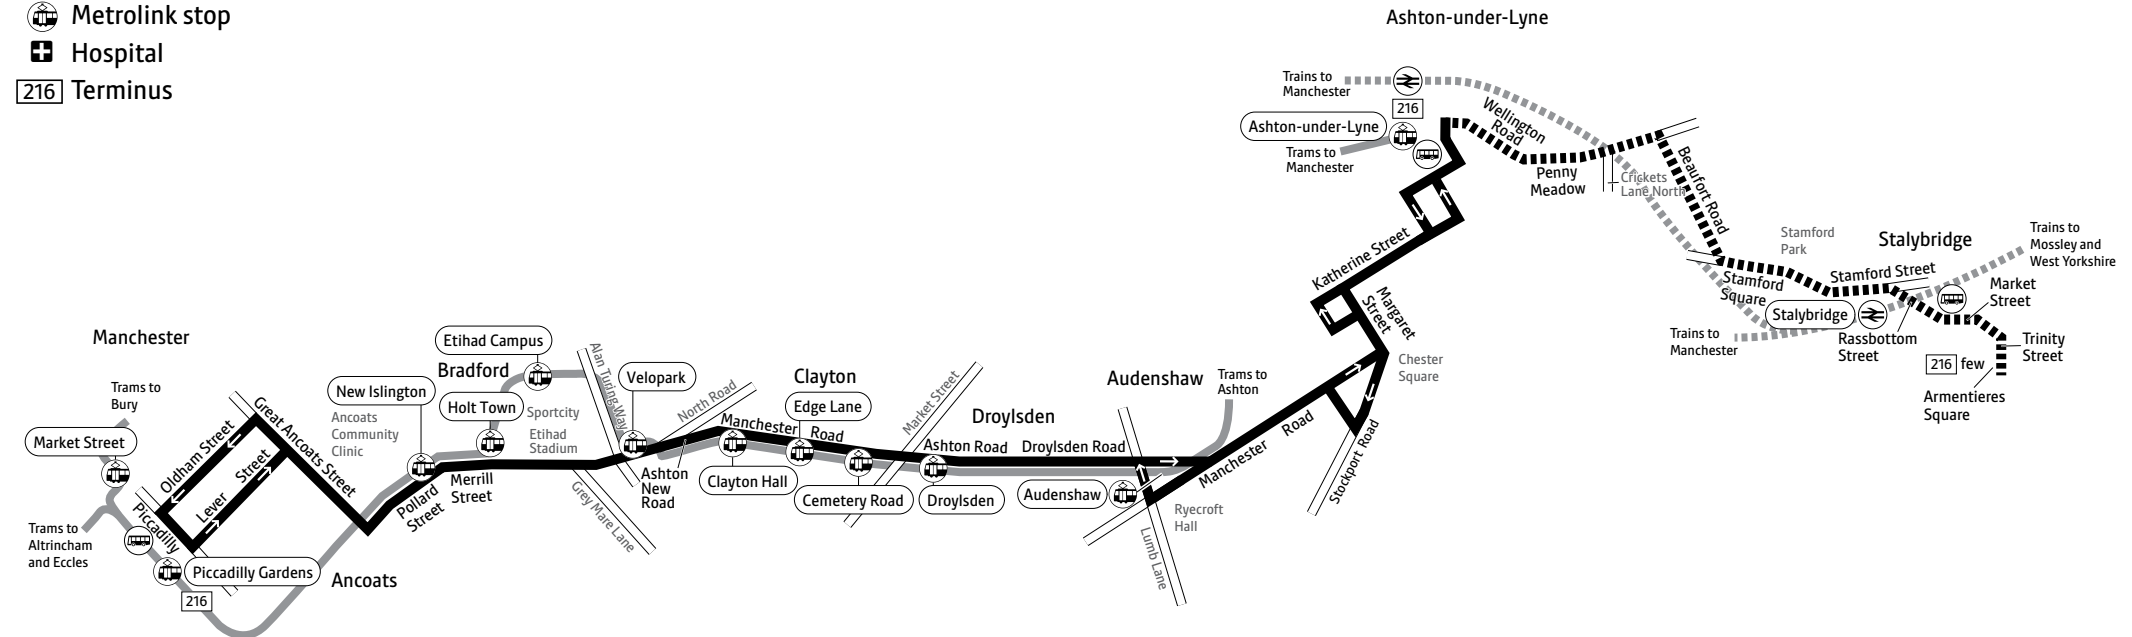 Metrolink stop
Hospital
216 Terminus
Ashton-under-Lyne
Trains to
Manchester
216
Ashton-under-Lyne
Trams to
Manchester
Wellington
Road
Penny
Meadow
Crickets
Lane North
Beaufort Road
Stamford
Square
Stamford
Park
Stalybridge
Stamford Street
Trains to
Mossley and
West Yorkshire
Market
Street
Stalybridge
Trains to
Manchester
Rassbottom
Street
Trinity
Street
216 few
Armentieres
Square
Katherine Street
Margaret
Street
Chester
Square
Stockport Road
Manchester Road
Trams to
Ashton
Audenshaw
Audenshaw
Ryecroft
Hall
Lumb Lane
Droylsden
Ashton Road
Droylsden Road
Droylsden
Market Street
Clayton
Edge Lane
Manchester Road
Clayton Hall
Cemetery Road
North Road
Velopark
Ashton
New
Road
Alan Turing Way
Grey Mare Lane
Etihad Campus
Bradford
Holt Town
Sportcity
Etihad
Stadium
New Islington
Ancoats
Community
Clinic
Merrill
Street
Pollard
Street
Great Ancoats Street
Manchester
Trams to
Bury
Market Street
Oldham Street
Lever Street
Piccadilly
Trams to
Altrincham
and Eccles
Piccadilly Gardens
216
Ancoats